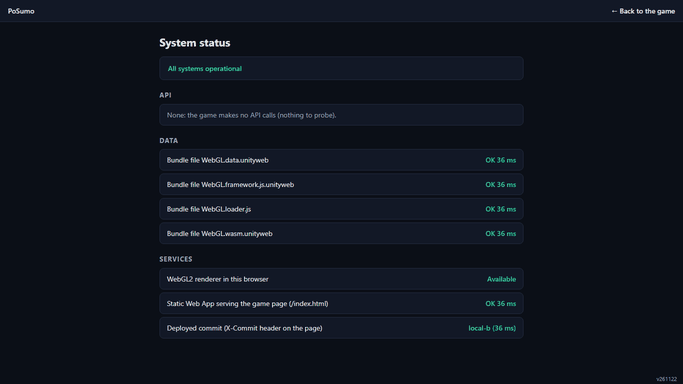 PoSumo
← Back to the game
System status
All systems operational
API
None: the game makes no API calls (nothing to probe).
DATA
Bundle file WebGL.data.unityweb OK 36 ms
Bundle file WebGL.framework.js.unityweb OK 36 ms
Bundle file WebGL.loader.js OK 36 ms
Bundle file WebGL.wasm.unityweb OK 36 ms
SERVICES
WebGL2 renderer in this browser Available
Static Web App serving the game page (/index.html) OK 36 ms
Deployed commit (X-Commit header on the page) local-b (36 ms)
v261122